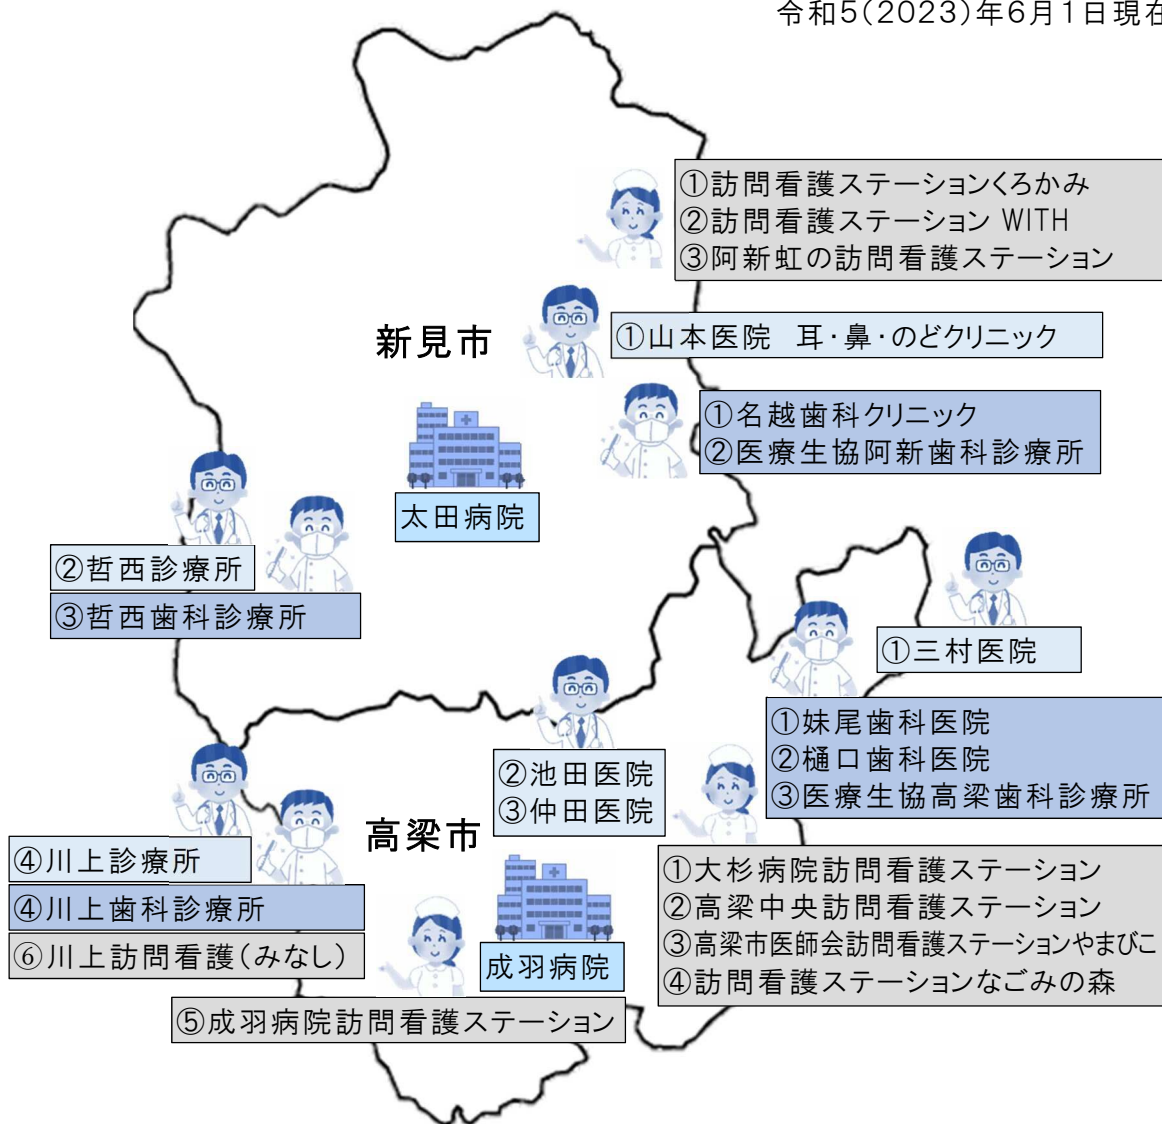 令和5(2023)年6月1日現在
①訪問看護ステーションくろかみ
②訪問看護ステーション WITH
③阿新虹の訪問看護ステーション
新見市
①山本医院 耳・鼻・のどクリニック
①名越歯科クリニック
②医療生協阿新歯科診療所
太田病院
②哲西診療所
③哲西歯科診療所
①三村医院
①妹尾歯科医院
②樋口歯科医院
③医療生協高梁歯科診療所
②池田医院
③仲田医院
高梁市
④川上診療所
④川上歯科診療所
⑥川上訪問看護(みなし)
成羽病院
①大杉病院訪問看護ステーション
②高梁中央訪問看護ステーション
③高梁市医師会訪問看護ステーションやまびこ
④訪問看護ステーションなごみの森
⑤成羽病院訪問看護ステーション